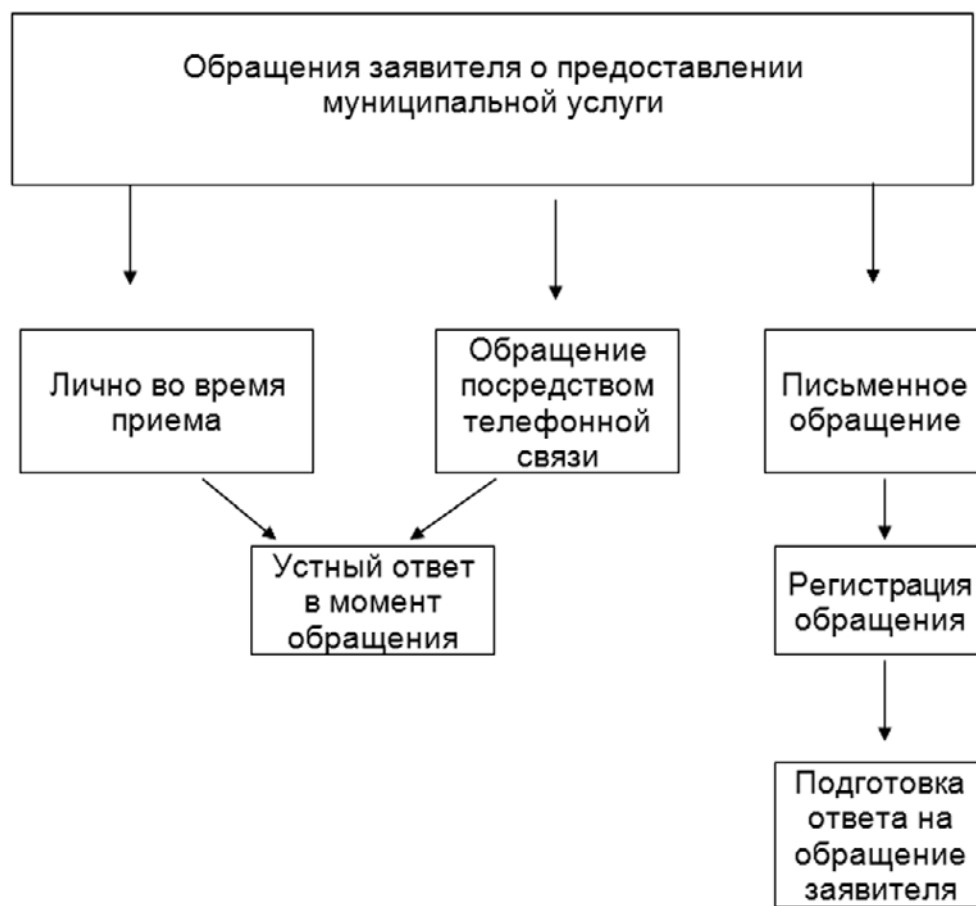 Обращения заявителя о предоставлении
муниципальной услуги
Лично во время
приема
Обращение
посредством
телефонной
связи
Письменное
обращение
Устный ответ
в момент
обращения
Регистрация
обращения
Подготовка
ответа на
обращение
заявителя